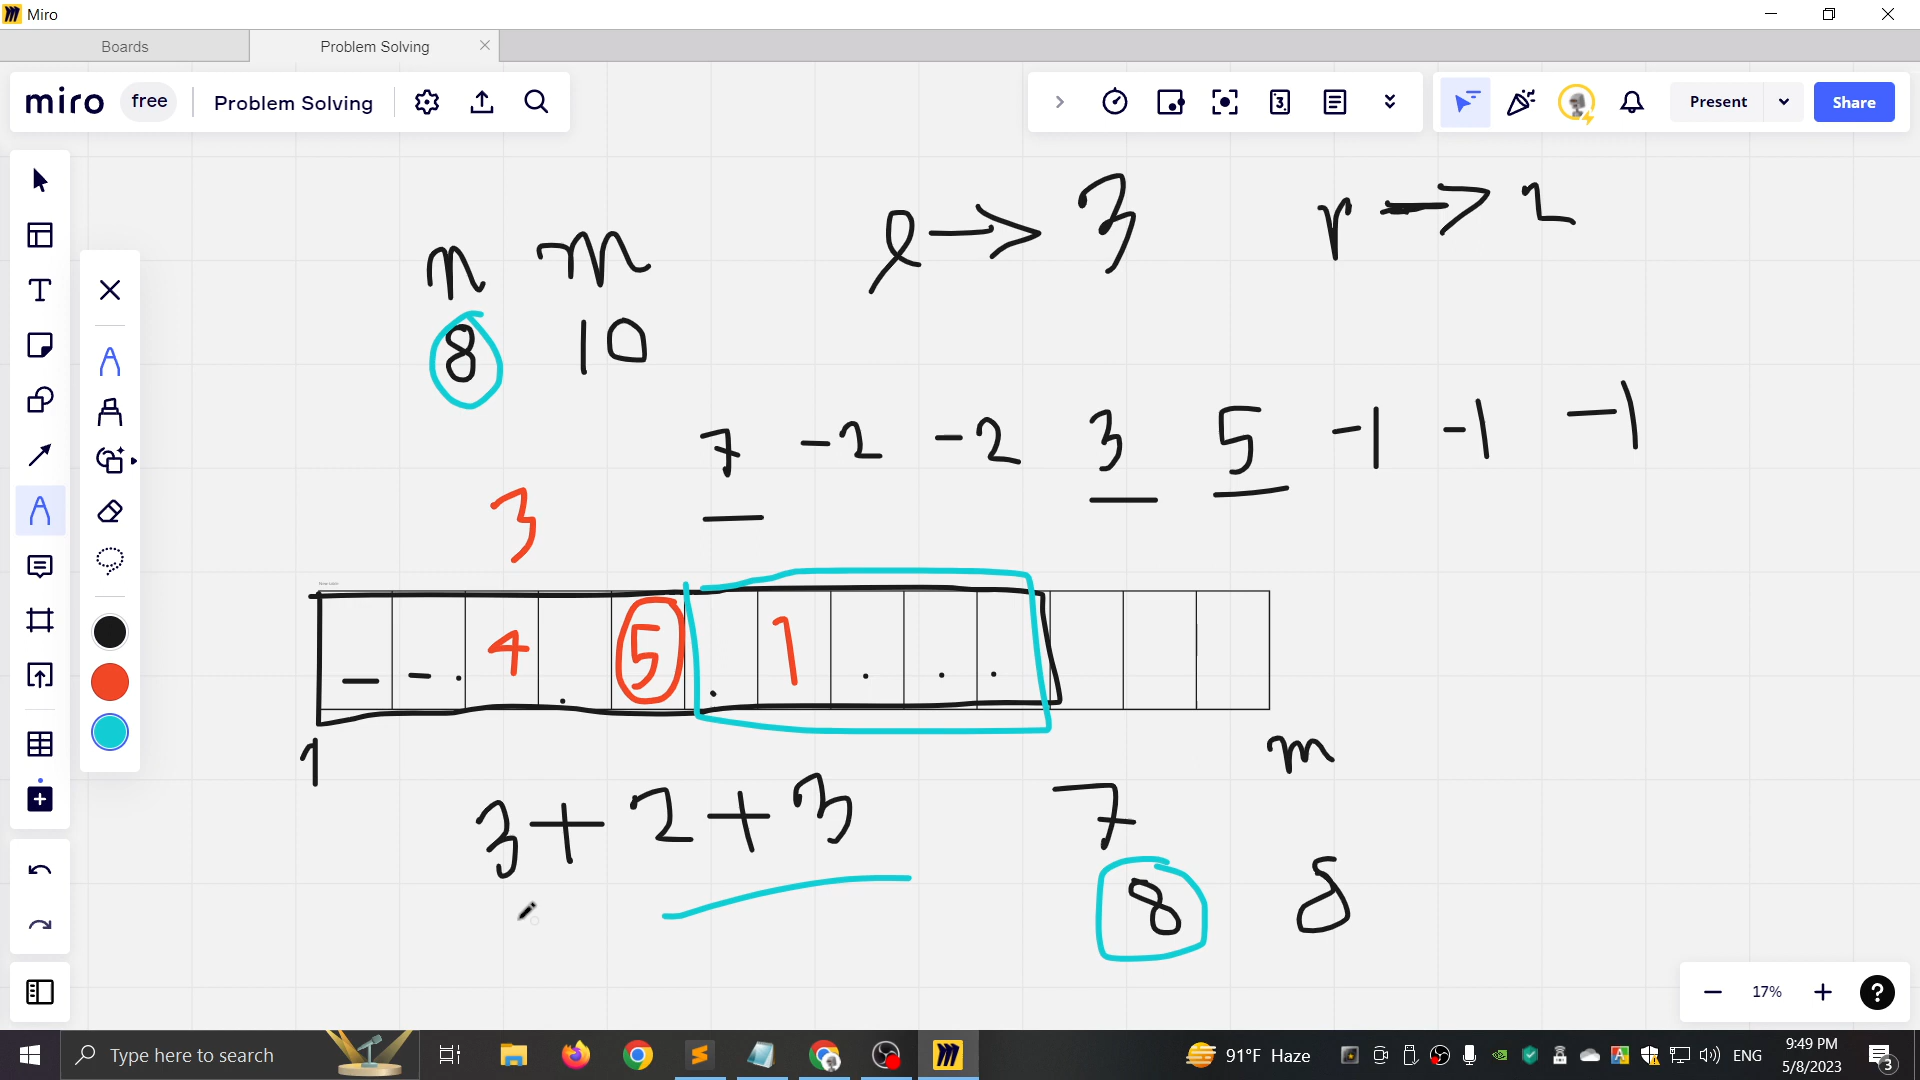 Miro
Boards
Problem Solving
miro free Problem Solving
3
Present
Share
l → 3
r → 2
n m
8 10
7 -2 -2 3 5 -1 -1 -1
3
4 5 1
1
m
3+2+3
7
8 8
17%
?
Type here to search
91°F Haze
ENG
9:49 PM
5/8/2023
3